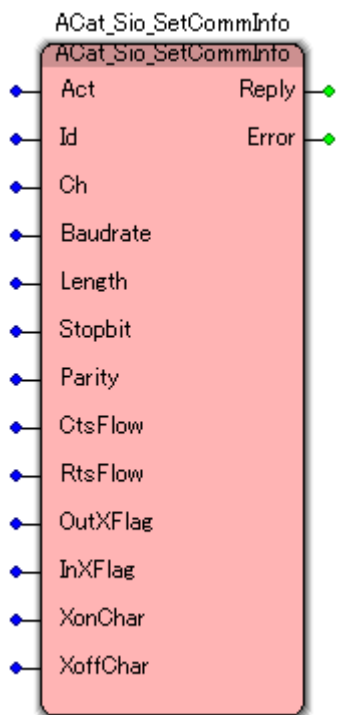 ACat_Sio_SetCommInfo
ACat_Sio_SetCommInfo
Act Reply
Id Error
Ch
Baudrate
Length
Stopbit
Parity
CtsFlow
RtsFlow
OutXFlag
InXFlag
XonChar
XoffChar